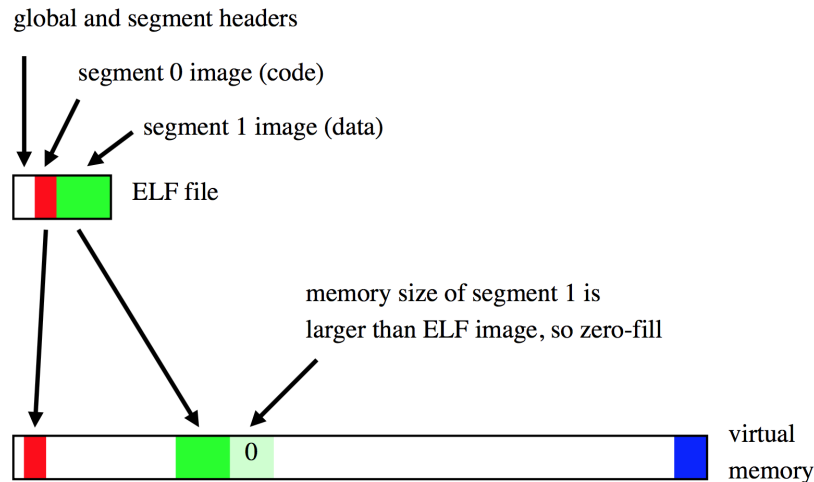 global and segment headers
segment 0 image (code)
segment 1 image (data)
ELF file
memory size of segment 1 is
larger than ELF image, so zero-fill
0
virtual
memory